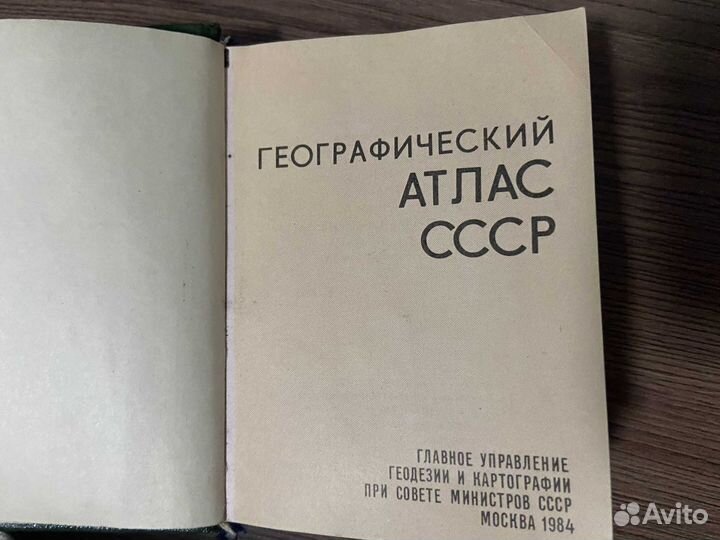 ГЕОГРАФИЧЕСКИЙ
АТЛАС
СССР
ГЛАВНОЕ УПРАВЛЕНИЕ
ГЕОДЕЗИИ И КАРТОГРАФИИ
ПРИ СОВЕТЕ МИНИСТРОВ СССР
МОСКВА 1984
Avito